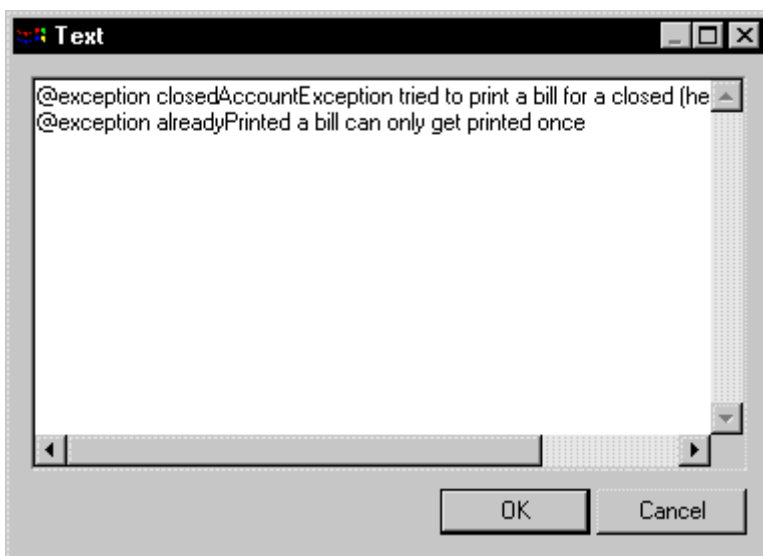 Text
@exception closedAccountException tried to print a bill for a closed (he
@exception alreadyPrinted a bill can only get printed once
OK
Cancel